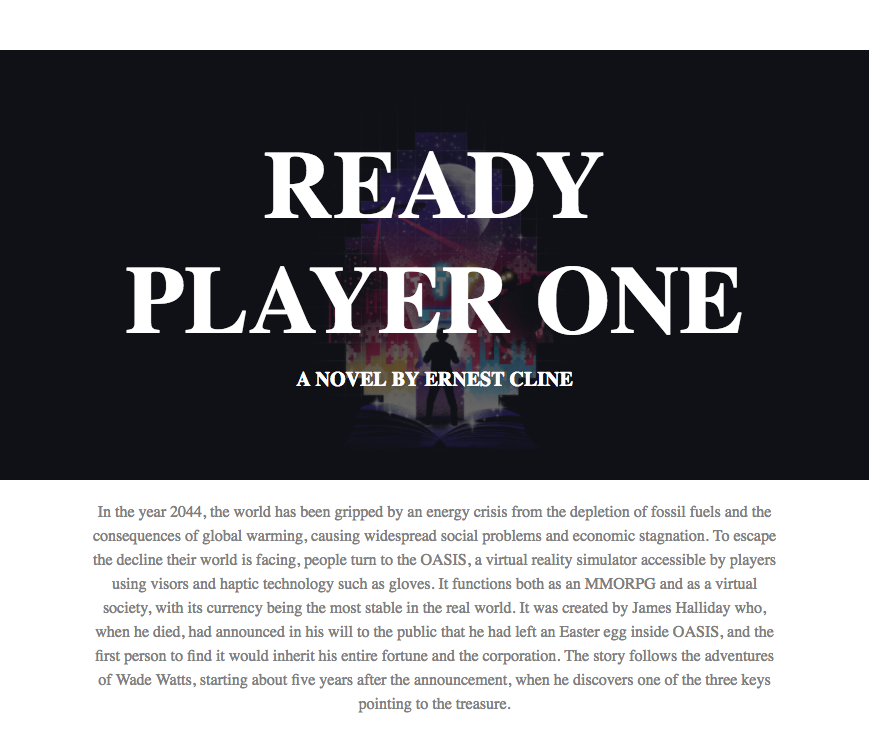 READY
PLAYER ONE
A NOVEL BY ERNEST CLINE
In the year 2044, the world has been gripped by an energy crisis from the depletion of fossil fuels and the
consequences of global warming, causing widespread social problems and economic stagnation. To escape
the decline their world is facing, people turn to the OASIS, a virtual reality simulator accessible by players
using visors and haptic technology such as gloves. It functions both as an MMORPG and as a virtual
society, with its currency being the most stable in the real world. It was created by James Halliday who,
when he died, had announced in his will to the public that he had left an Easter egg inside OASIS, and the
first person to find it would inherit his entire fortune and the corporation. The story follows the adventures
of Wade Watts, starting about five years after the announcement, when he discovers one of the three keys
pointing to the treasure.